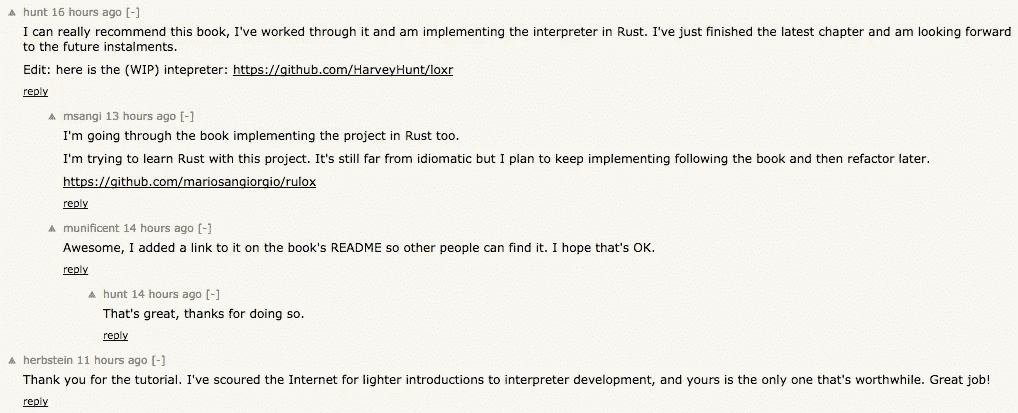 hunt 16 hours ago [-]
I can really recommend this book, I've worked through it and am implementing the interpreter in Rust. I've just finished the latest chapter and am looking forward
to the future instalments.
Edit: here is the (WIP) intepreter: https://github.com/HarveyHunt/loxr
reply
msangi 13 hours ago [-]
I'm going through the book implementing the project in Rust too.
I'm trying to learn Rust with this project. It's still far from idiomatic but I plan to keep implementing following the book and then refactor later.
https://github.com/mariosangiorgio/rulox
reply
munificent 14 hours ago [-]
Awesome, I added a link to it on the book's README so other people can find it. I hope that's OK.
reply
hunt 14 hours ago [-]
That's great, thanks for doing so.
reply
herbstein 11 hours ago [-]
Thank you for the tutorial. I've scoured the Internet for lighter introductions to interpreter development, and yours is the only one that's worthwhile. Great job!
reply